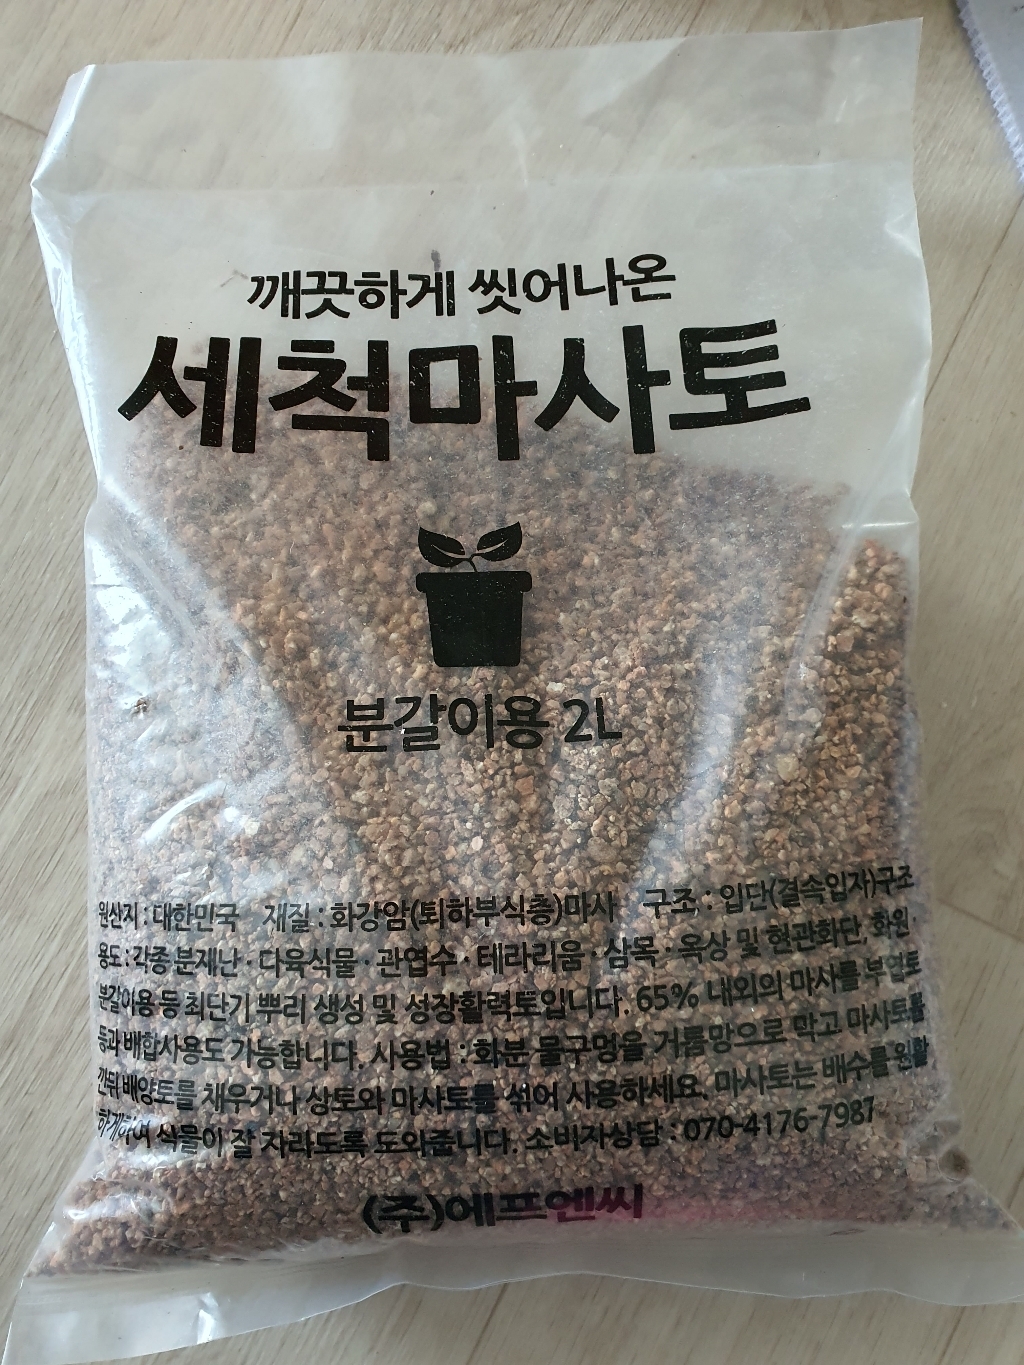 깨끗하게 씻어나온
세척마사토
분갈이용 2L
원산지 : 대한민국 재질 : 화강암(퇴하부식층)마사 구조 : 입단(결속입자)구조
용도 : 각종 분재난 · 다육식물 · 관엽수 · 테라리움 · 삼목 · 옥상 및 현관화단, 화원 ·
분갈이용 등 최단기 뿌리 생성 및 성장활력토입니다. 65% 내외의 마사를 부엽토
등과 배합사용도 가능합니다. 사용법 : 화분 물구멍을 거름망으로 막고 마사토를
깐뒤 배양토를 채우거나 상토와 마사토를 섞어 사용하세요. 마사토는 배수를 원활
하게하여 식물이 잘 자라도록 도와줍니다. 소비자상담 : 070-4176-7987
(주)에프엔씨